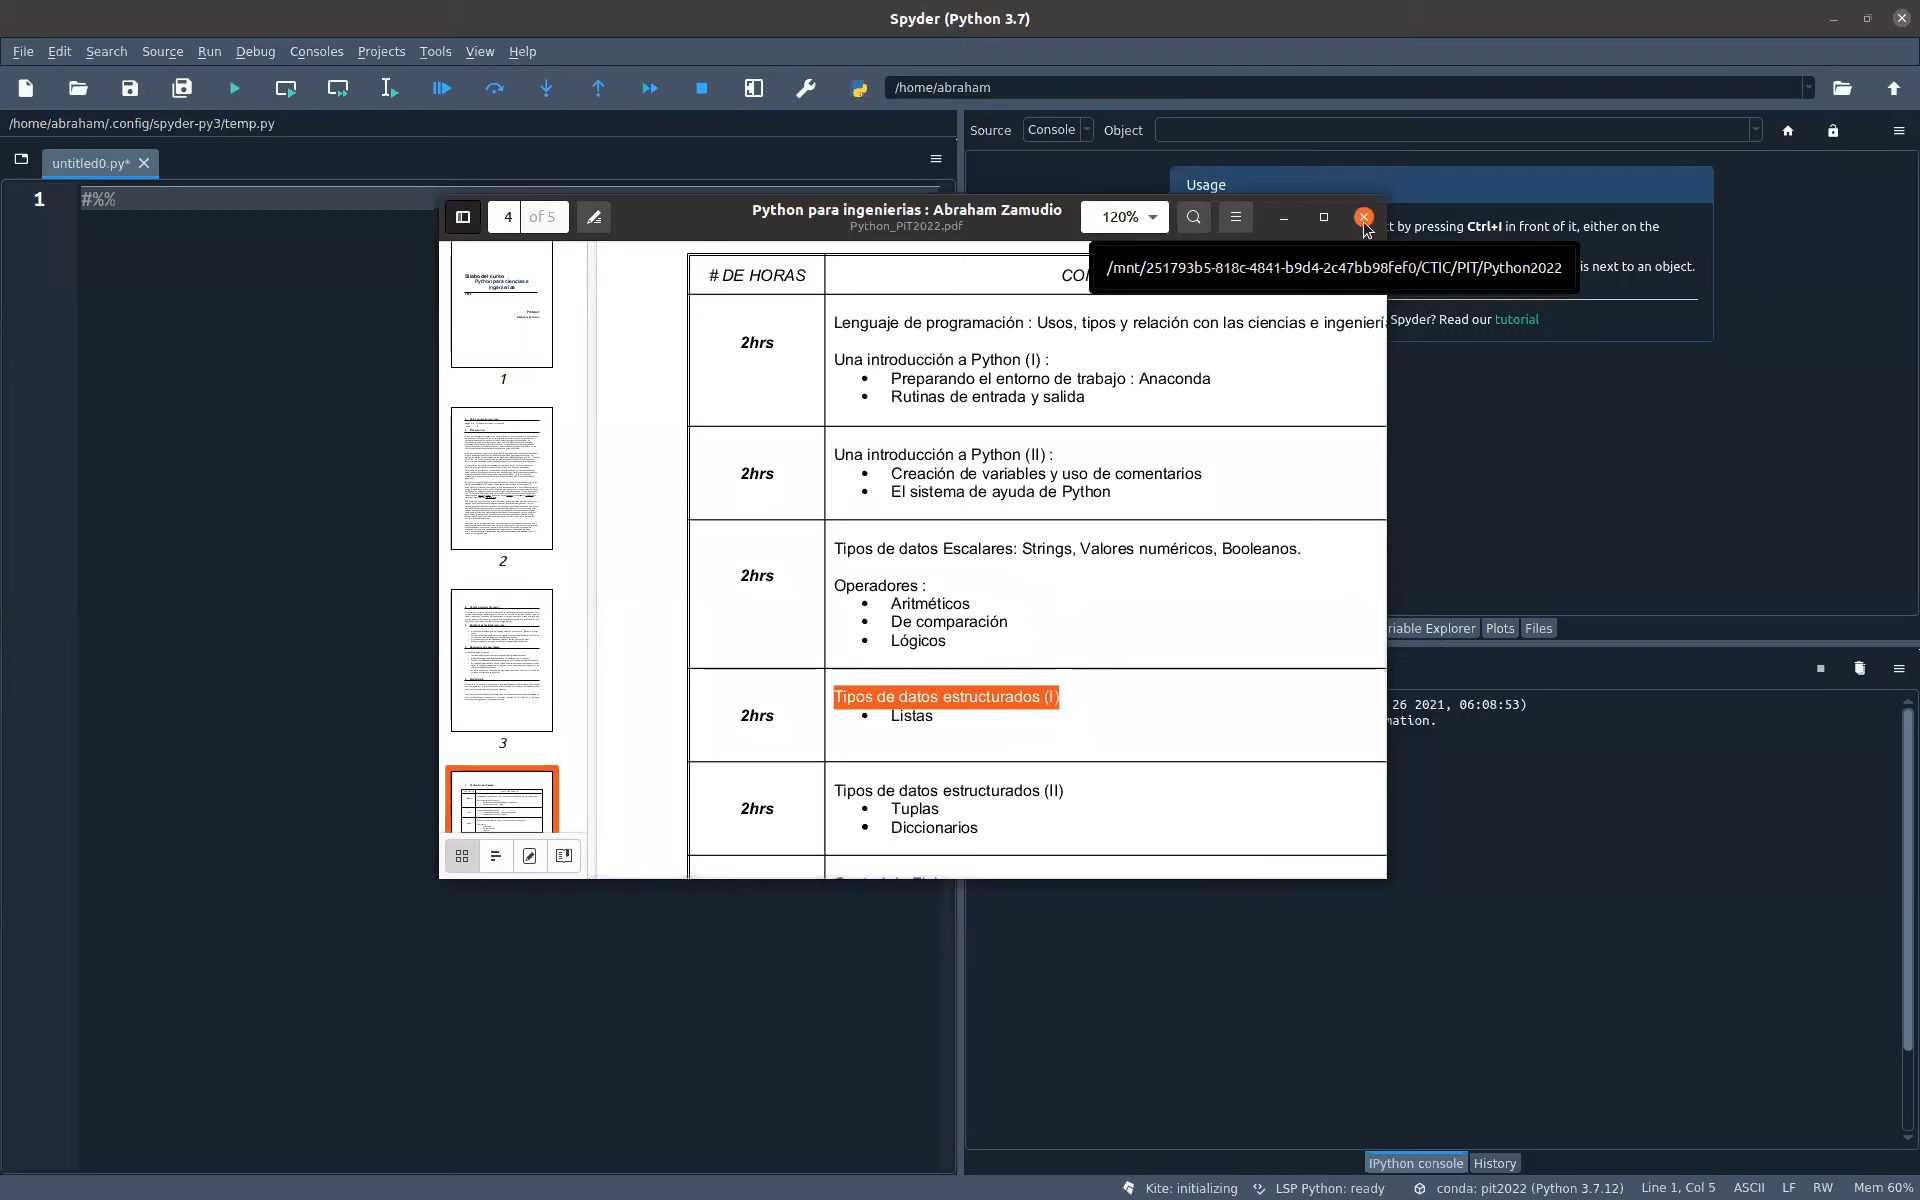 Spyder (Python 3.7)
File Edit Search Source Run Debug Consoles Projects Tools View Help
/home/abraham
/home/abraham/.config/spyder-py3/temp.py
Source Console Object
untitled0.py*
1 #%%
Usage
ct by pressing Ctrl+I in front of it, either on the
is next to an object.
Spyder? Read our tutorial
4 of 5
Python para ingenierias : Abraham Zamudio
Python_PIT2022.pdf
120%
/mnt/251793b5-818c-4841-b9d4-2c47bb98fef0/CTIC/PIT/Python2022
Silabo del curso
Python para ciencias e
ingenierias
1
2
3
# DE HORAS
2hrs
Lenguaje de programación : Usos, tipos y relación con las ciencias e ingenierí
Una introducción a Python (I) :
• Preparando el entorno de trabajo : Anaconda
• Rutinas de entrada y salida
2hrs
Una introducción a Python (II) :
• Creación de variables y uso de comentarios
• El sistema de ayuda de Python
2hrs
Tipos de datos Escalares: Strings, Valores numéricos, Booleanos.
Operadores :
• Aritméticos
• De comparación
• Lógicos
2hrs
Tipos de datos estructurados (I)
• Listas
2hrs
Tipos de datos estructurados (II)
• Tuplas
• Diccionarios
riable Explorer Plots Files
26 2021, 06:08:53)
mation.
IPython console History
Kite: initializing LSP Python: ready conda: pit2022 (Python 3.7.12) Line 1, Col 5 ASCII LF RW Mem 60%